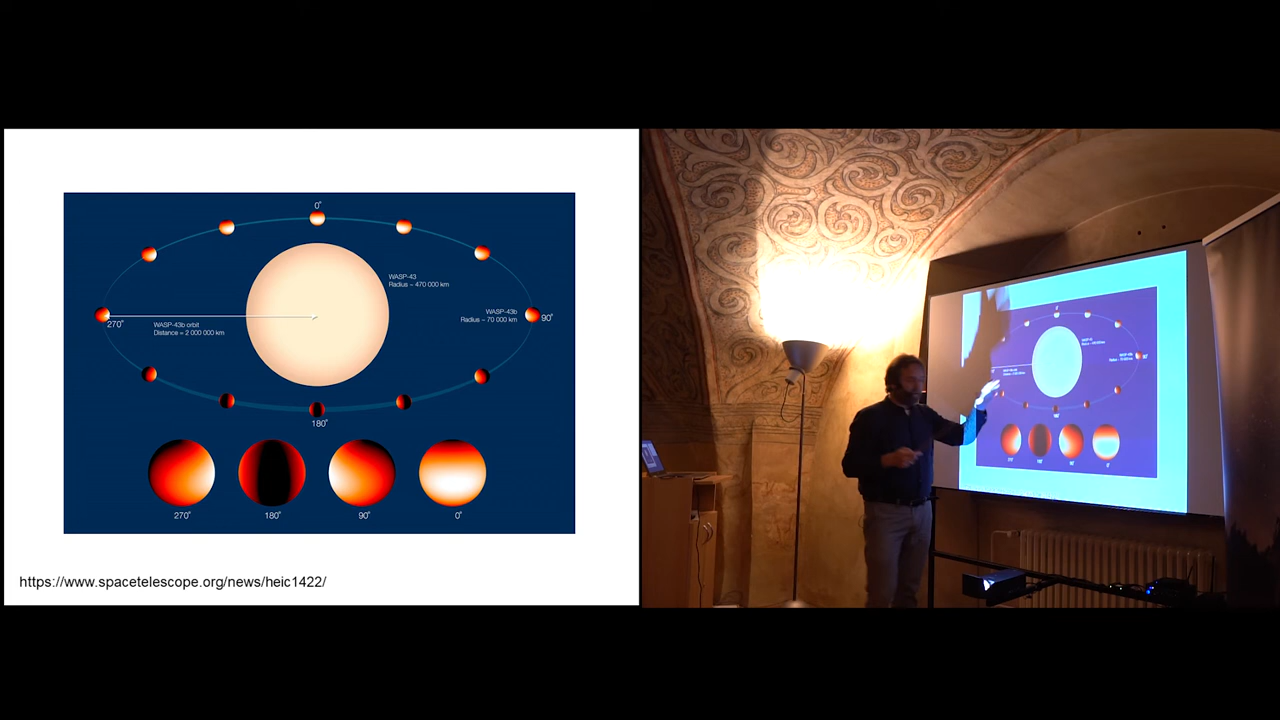 0°
WASP-43
Radius ~ 470 000 km
WASP-43b
Radius ~ 70 000 km
90°
270°
WASP-43b orbit
Distance ~ 2 000 000 km
180°
270°
180°
90°
0°
https://www.spacetelescope.org/news/heic1422/